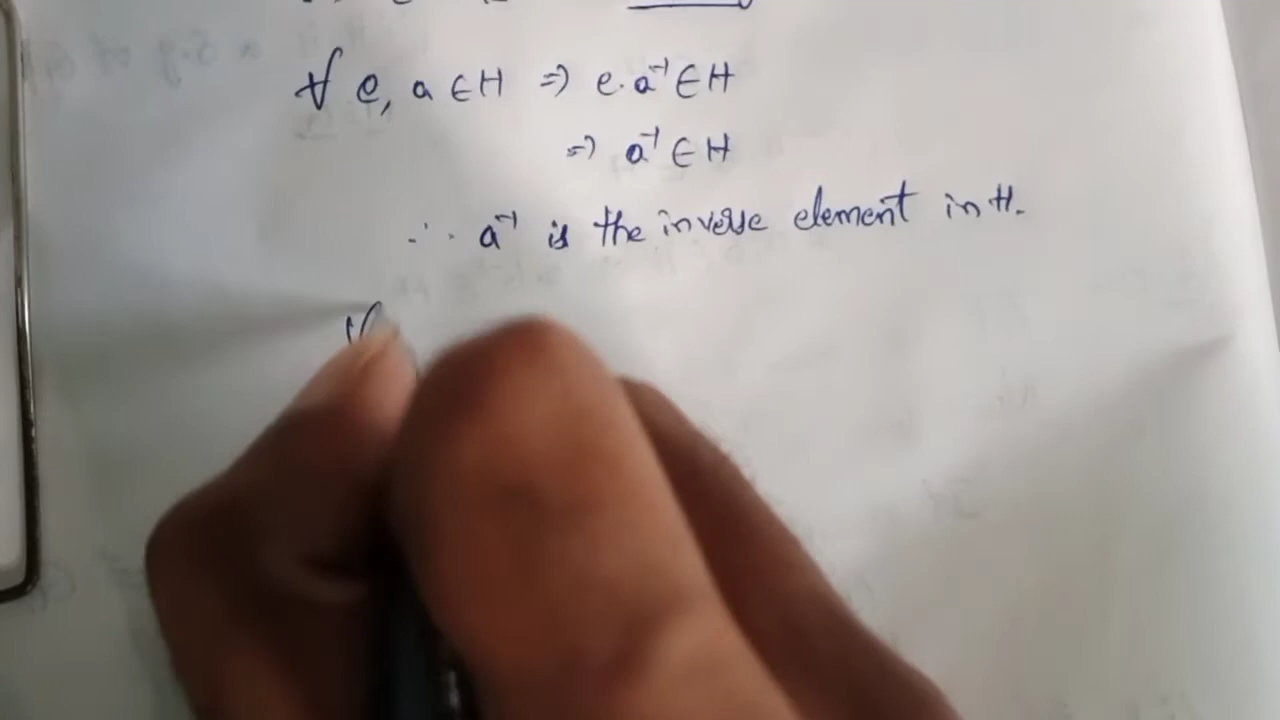 ∀ e, a ∈ H ⇒ e.a⁻¹ ∈ H
⇒ a⁻¹ ∈ H
∴ a⁻¹ is the inverse element in H.